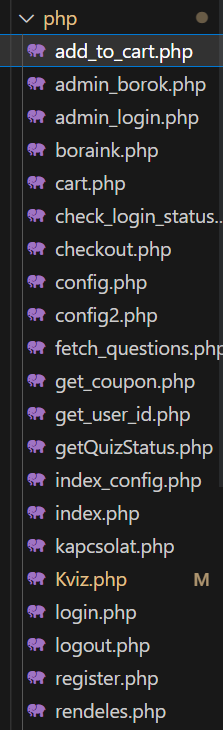 php
add_to_cart.php
admin_borok.php
admin_login.php
boraink.php
cart.php
check_login_status...
checkout.php
config.php
config2.php
fetch_questions.php
get_coupon.php
get_user_id.php
getQuizStatus.php
index_config.php
index.php
kapcsolat.php
Kviz.php M
login.php
logout.php
register.php
rendeles.php